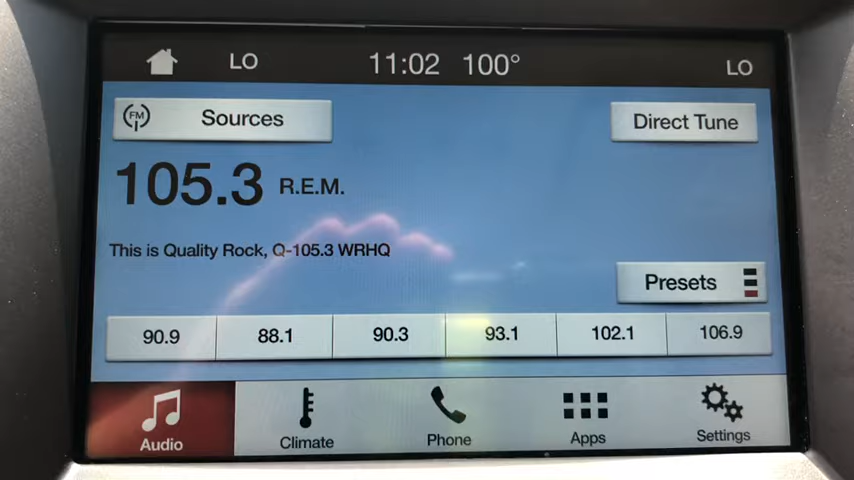 LO 11:02 100° LO
FM Sources Direct Tune
105.3 R.E.M.
This is Quality Rock, Q-105.3 WRHQ
Presets
90.9 88.1 90.3 93.1 102.1 106.9
Audio Climate Phone Apps Settings